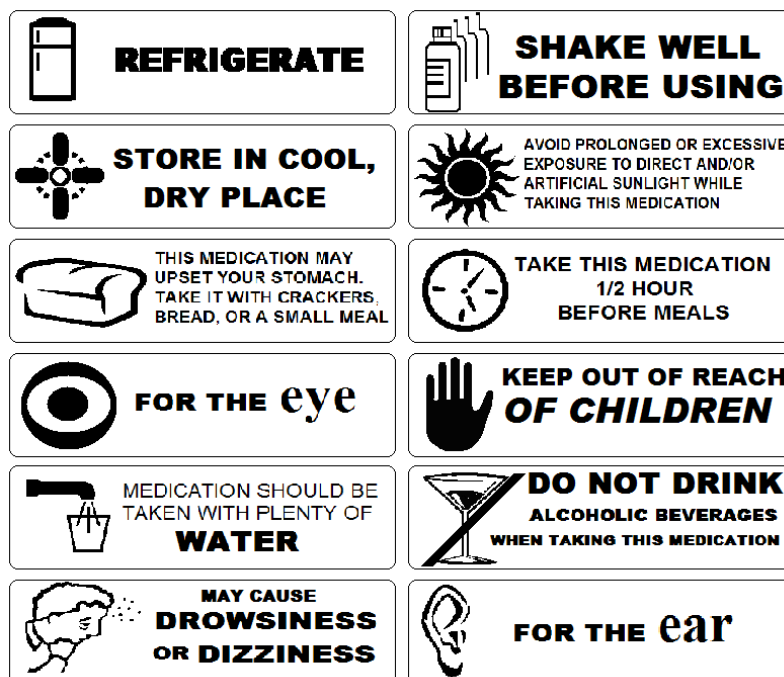 REFRIGERATE
SHAKE WELL
BEFORE USING
STORE IN COOL,
DRY PLACE
AVOID PROLONGED OR EXCESSIVE
EXPOSURE TO DIRECT AND/OR
ARTIFICIAL SUNLIGHT WHILE
TAKING THIS MEDICATION
THIS MEDICATION MAY
UPSET YOUR STOMACH.
TAKE IT WITH CRACKERS,
BREAD, OR A SMALL MEAL
TAKE THIS MEDICATION
1/2 HOUR
BEFORE MEALS
FOR THE eye
KEEP OUT OF REACH
OF CHILDREN
MEDICATION SHOULD BE
TAKEN WITH PLENTY OF
WATER
DO NOT DRINK
ALCOHOLIC BEVERAGES
WHEN TAKING THIS MEDICATION
MAY CAUSE
DROWSINESS
OR DIZZINESS
FOR THE ear